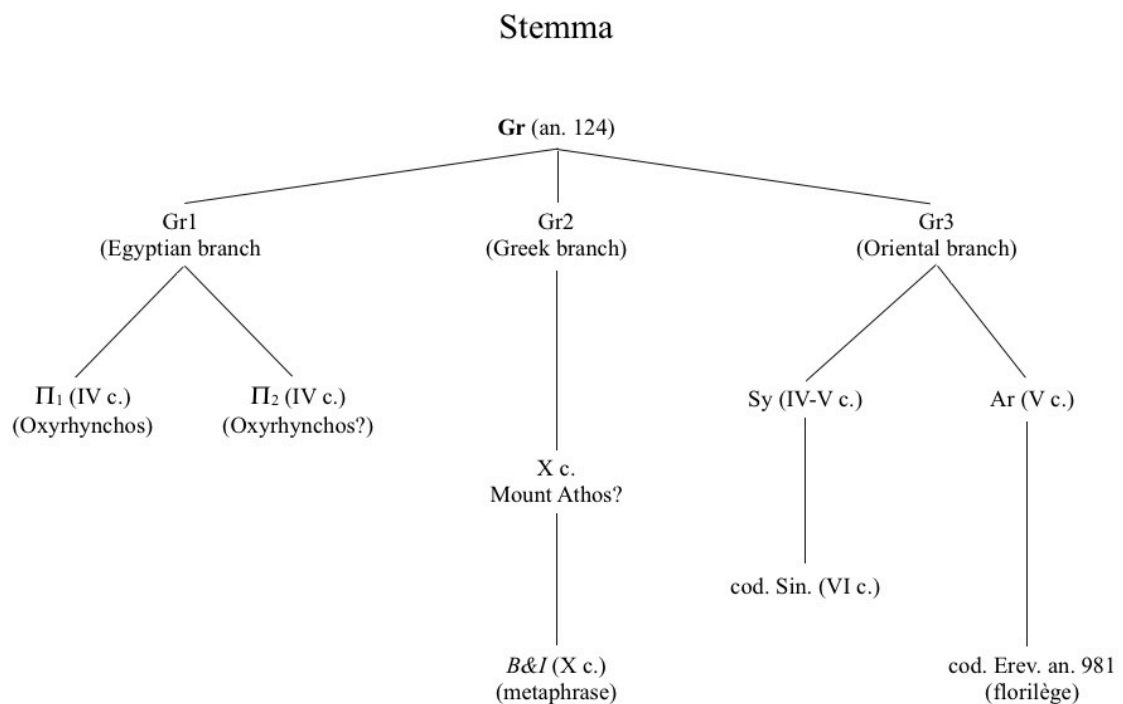 Stemma
Gr (an. 124)
Gr1
(Egyptian branch
Gr2
(Greek branch)
Gr3
(Oriental branch)
Π1 (IV c.)
(Oxyrhynchos)
Π2 (IV c.)
(Oxyrhynchos?)
Sy (IV-V c.)
Ar (V c.)
X c.
Mount Athos?
cod. Sin. (VI c.)
B&I (X c.)
(metaphrase)
cod. Erev. an. 981
(florilège)